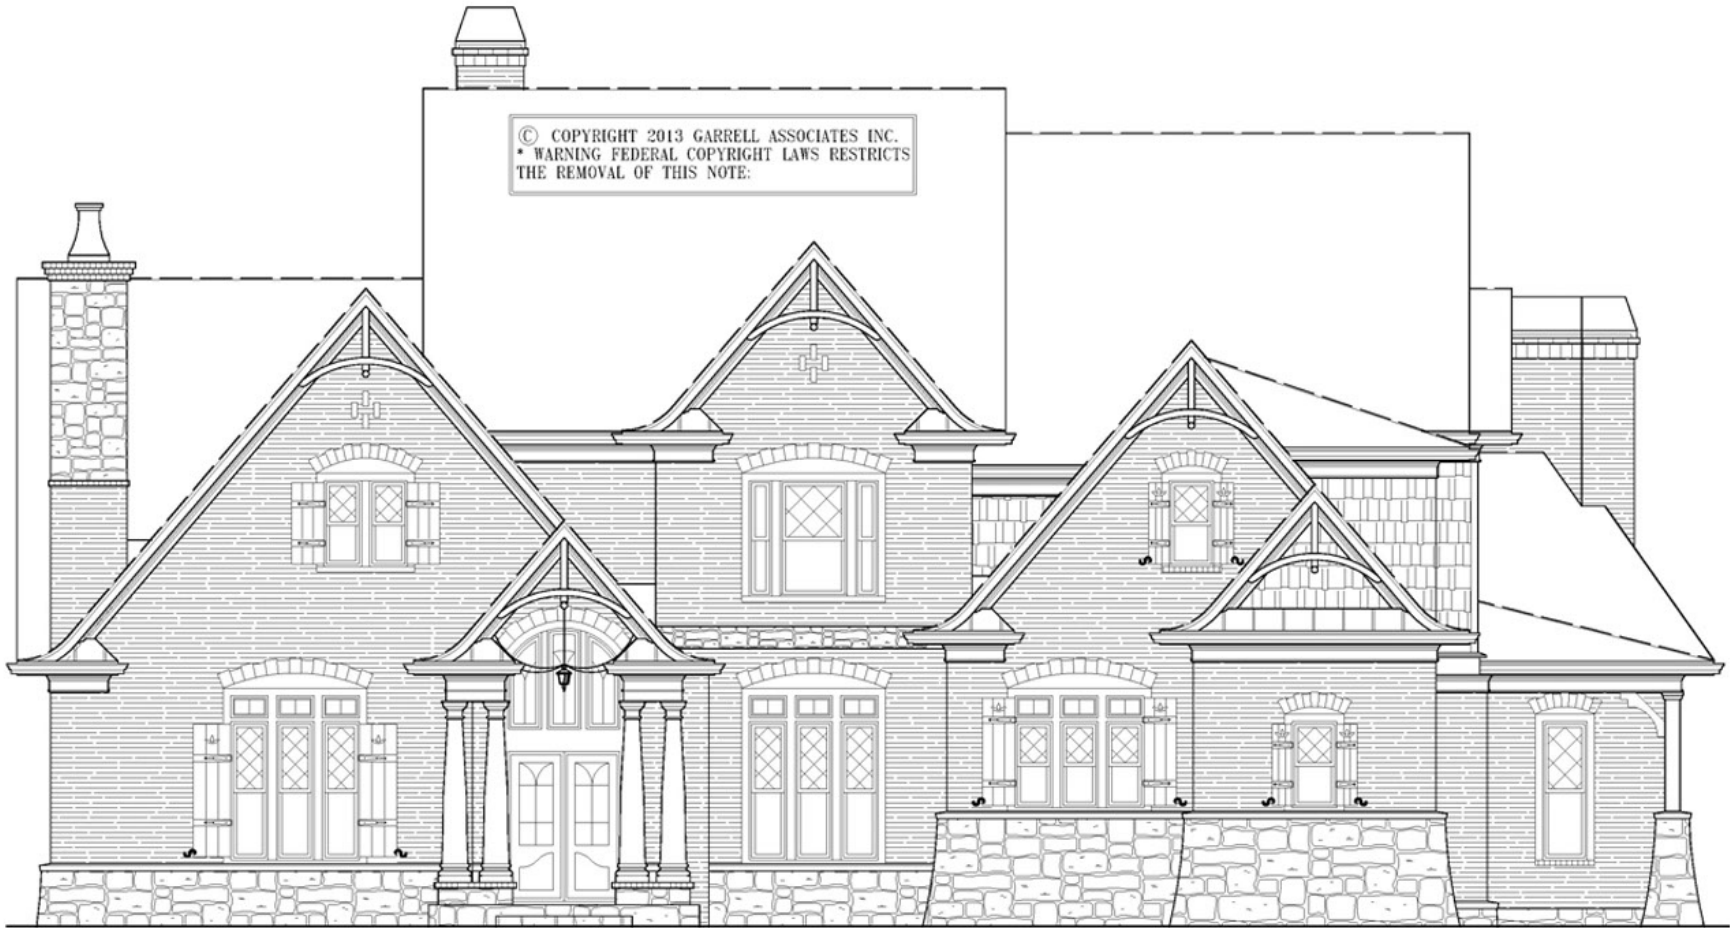 © COPYRIGHT 2013 GARRELL ASSOCIATES INC.
* WARNING FEDERAL COPYRIGHT LAWS RESTRICTS
THE REMOVAL OF THIS NOTE: